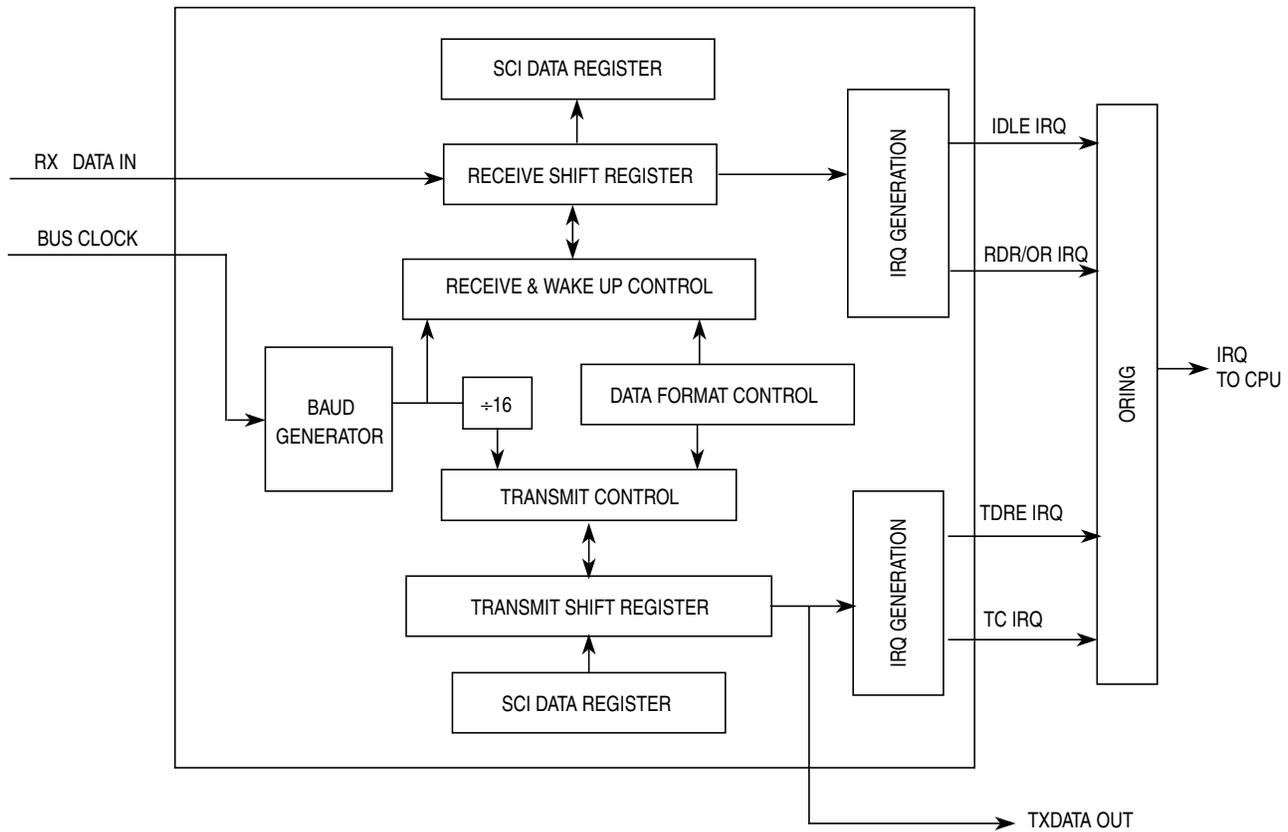 SCI DATA REGISTER
RX DATA IN
RECEIVE SHIFT REGISTER
IRQ GENERATION
IDLE IRQ
BUS CLOCK
RDR/OR IRQ
RECEIVE & WAKE UP CONTROL
BAUD
GENERATOR
÷16
DATA FORMAT CONTROL
ORING
IRQ
TO CPU
TRANSMIT CONTROL
TDRE IRQ
TRANSMIT SHIFT REGISTER
IRQ GENERATION
TC IRQ
SCI DATA REGISTER
TXDATA OUT